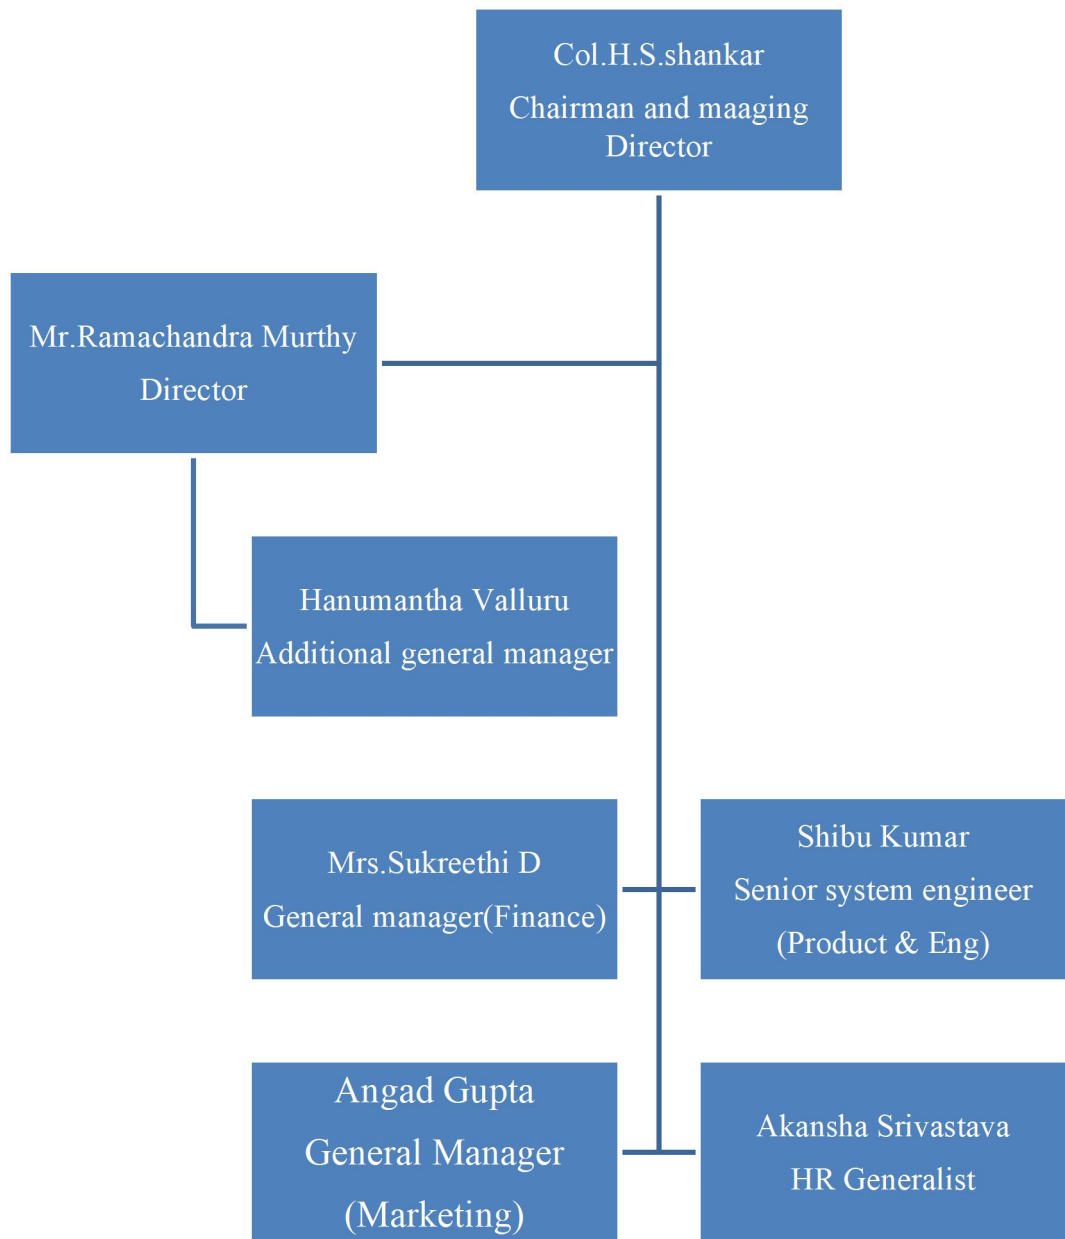 Col.H.S.shankar
Chairman and maaging
Director
Mr.Ramachandra Murthy
Director
Hanumantha Valluru
Additional general manager
Mrs.Sukreethi D
General manager(Finance)
Shibu Kumar
Senior system engineer
(Product & Eng)
Angad Gupta
General Manager
(Marketing)
Akansha Srivastava
HR Generalist